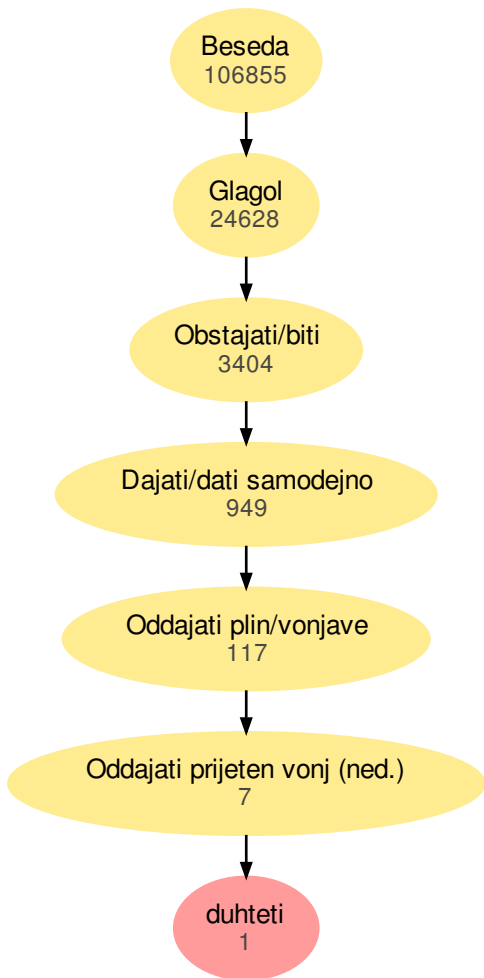 Beseda
106855
Glagol
24628
Obstajati/biti
3404
Dajati/dati samodejno
949
Oddajati plin/vonjave
117
Oddajati prijeten vonj (ned.)
7
duhteti
1